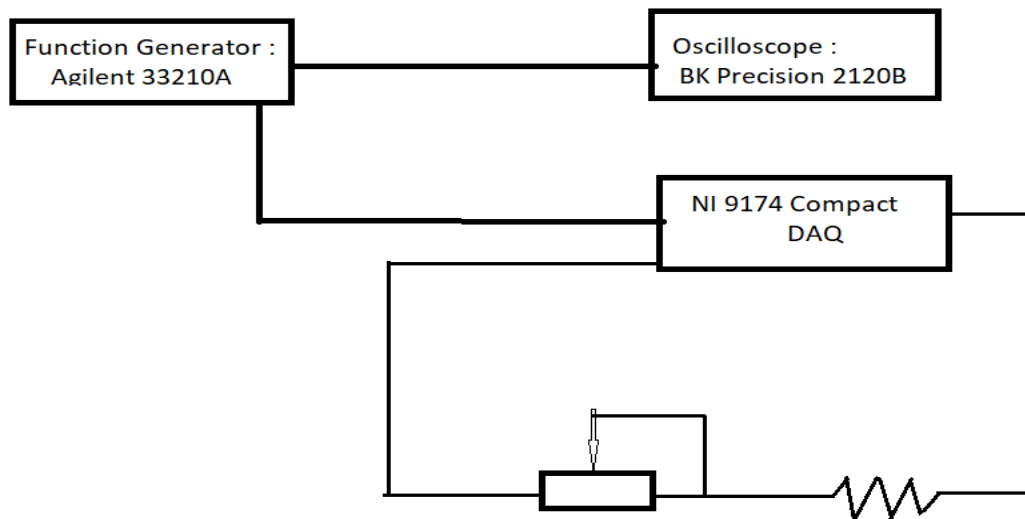 Function Generator :
Agilent 33210A
Oscilloscope :
BK Precision 2120B
NI 9174 Compact
DAQ